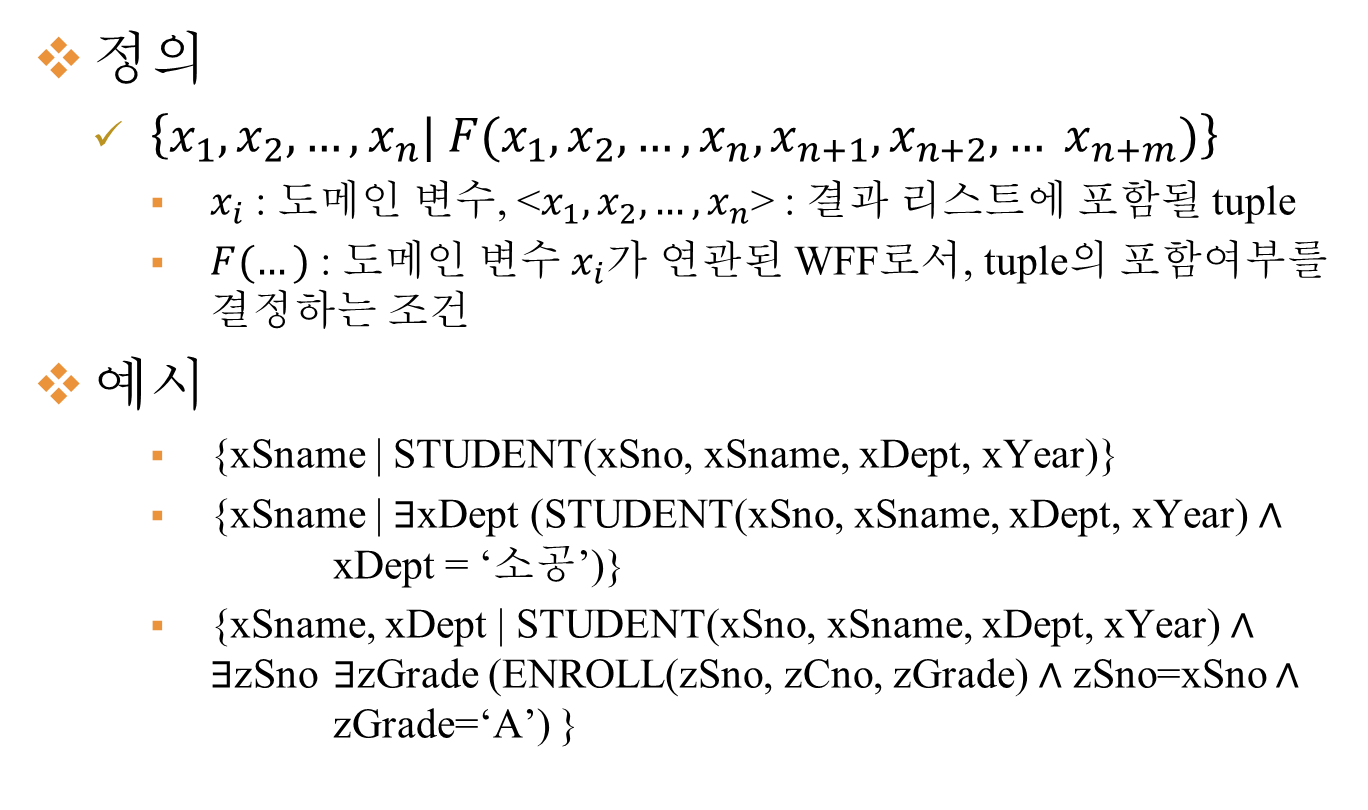 ❖ 정의
✓ {x₁, x₂, … , xₙ| F(x₁, x₂, … , xₙ, xₙ₊₁, xₙ₊₂, … xₙ₊ₘ)}
▪ xᵢ : 도메인 변수, <x₁, x₂, … , xₙ> : 결과 리스트에 포함될 tuple
▪ F(… ) : 도메인 변수 xᵢ가 연관된 WFF로서, tuple의 포함여부를
결정하는 조건
❖ 예시
▪ {xSname | STUDENT(xSno, xSname, xDept, xYear)}
▪ {xSname | ∃xDept (STUDENT(xSno, xSname, xDept, xYear) ∧
xDept = ‘소공’)}
▪ {xSname, xDept | STUDENT(xSno, xSname, xDept, xYear) ∧
∃zSno ∃zGrade (ENROLL(zSno, zCno, zGrade) ∧ zSno=xSno ∧
zGrade=‘A’) }